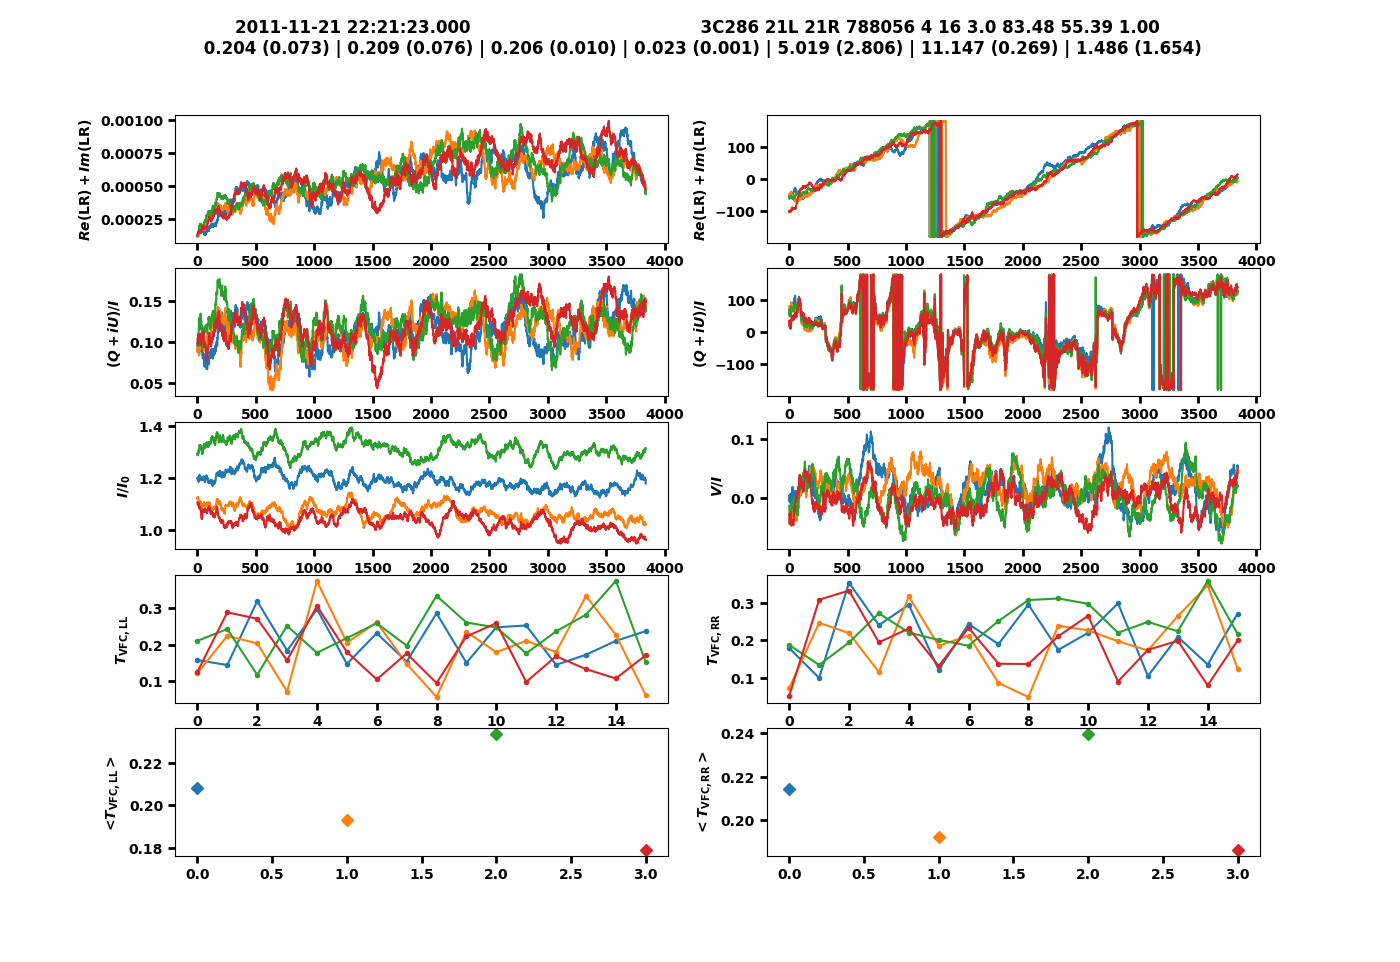 2011-11-21 22:21:23.000 3C286 21L 21R 788056 4 16 3.0 83.48 55.39 1.00
0.204 (0.073) | 0.209 (0.076) | 0.206 (0.010) | 0.023 (0.001) | 5.019 (2.806) | 11.147 (0.269) | 1.486 (1.654)
Re(LR) + Im(LR)
0.00100
0.00075
0.00050
0.00025
0 500 1000 1500 2000 2500 3000 3500 4000
Re(LR) + Im(LR)
100
0
−100
0 500 1000 1500 2000 2500 3000 3500 4000
(Q + iU)/I
0.15
0.10
0.05
0 500 1000 1500 2000 2500 3000 3500 4000
(Q + iU)/I
100
0
−100
0 500 1000 1500 2000 2500 3000 3500 4000
I/I0
1.4
1.2
1.0
0 500 1000 1500 2000 2500 3000 3500 4000
V/I
0.1
0.0
0 500 1000 1500 2000 2500 3000 3500 4000
TVFC, LL
0.3
0.2
0.1
0 2 4 6 8 10 12 14
TVFC, RR
0.3
0.2
0.1
0 2 4 6 8 10 12 14
<TVFC, LL >
0.22
0.20
0.18
0.0 0.5 1.0 1.5 2.0 2.5 3.0
< TVFC, RR >
0.24
0.22
0.20
0.0 0.5 1.0 1.5 2.0 2.5 3.0